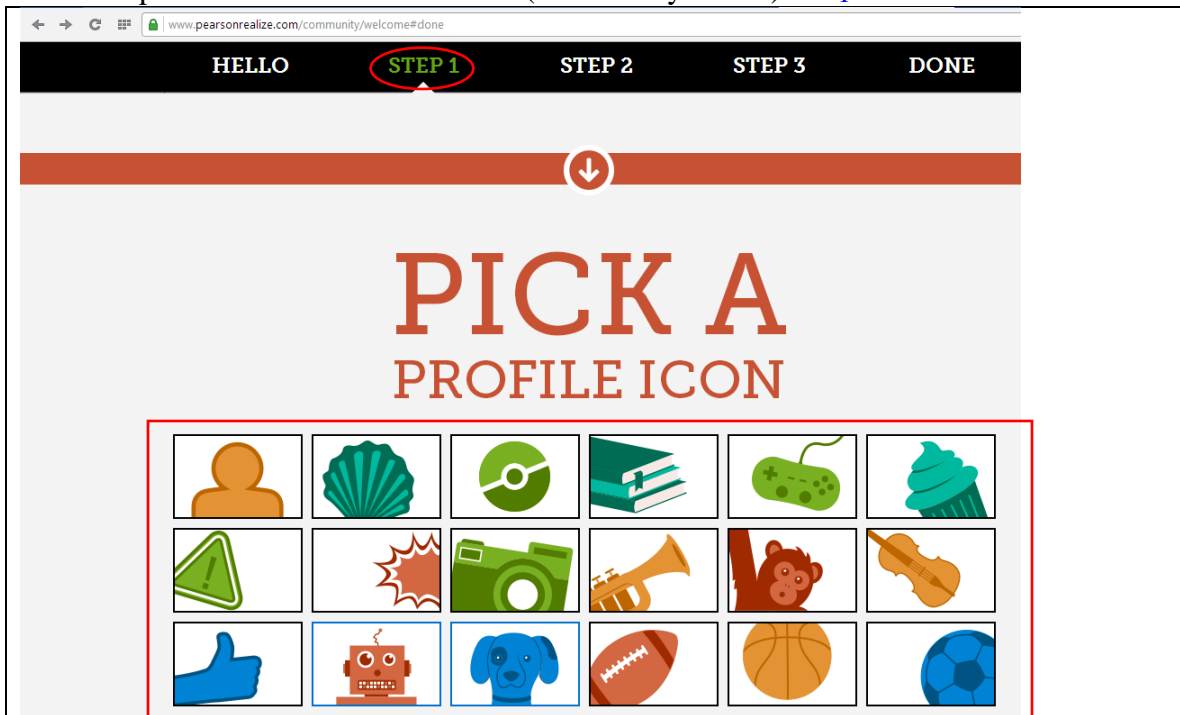 www.pearsonrealize.com/community/welcome#done
HELLO STEP 1 STEP 2 STEP 3 DONE
PICK A
PROFILE ICON